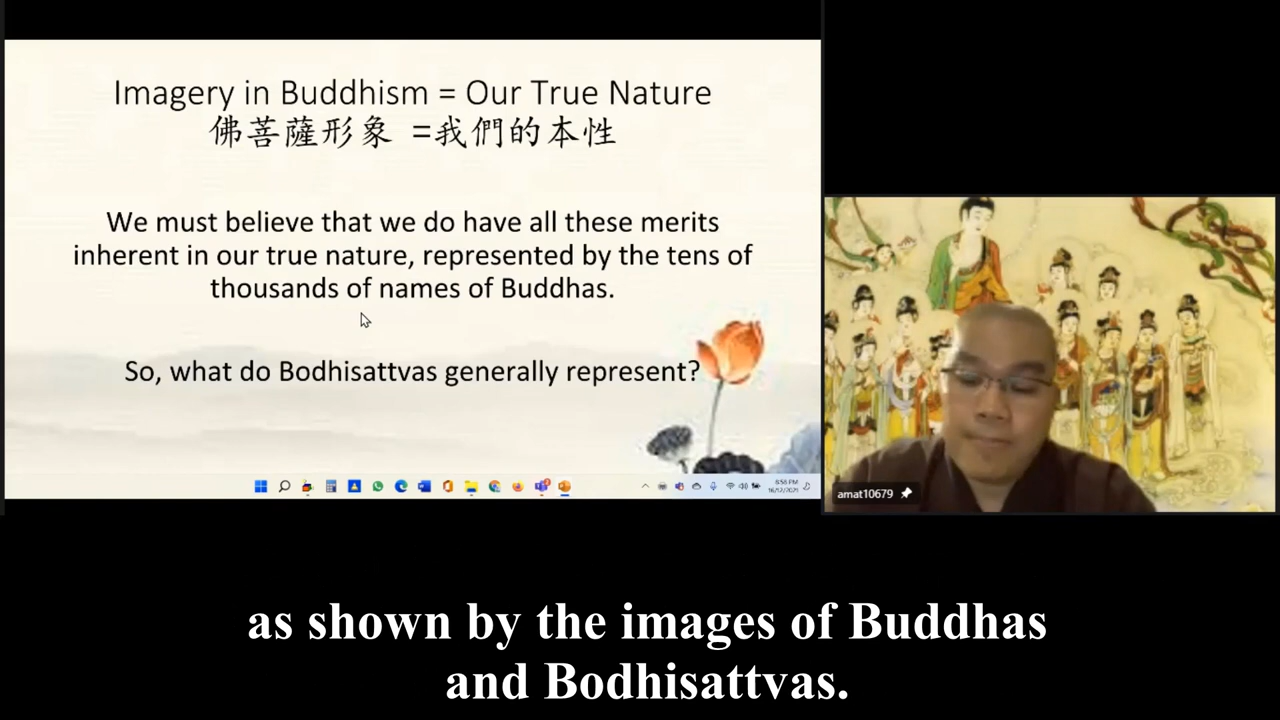 Imagery in Buddhism = Our True Nature
佛菩薩形象 =我們的本性
We must believe that we do have all these merits
inherent in our true nature, represented by the tens of
thousands of names of Buddhas.
So, what do Bodhisattvas generally represent?
amat10679
as shown by the images of Buddhas
and Bodhisattvas.